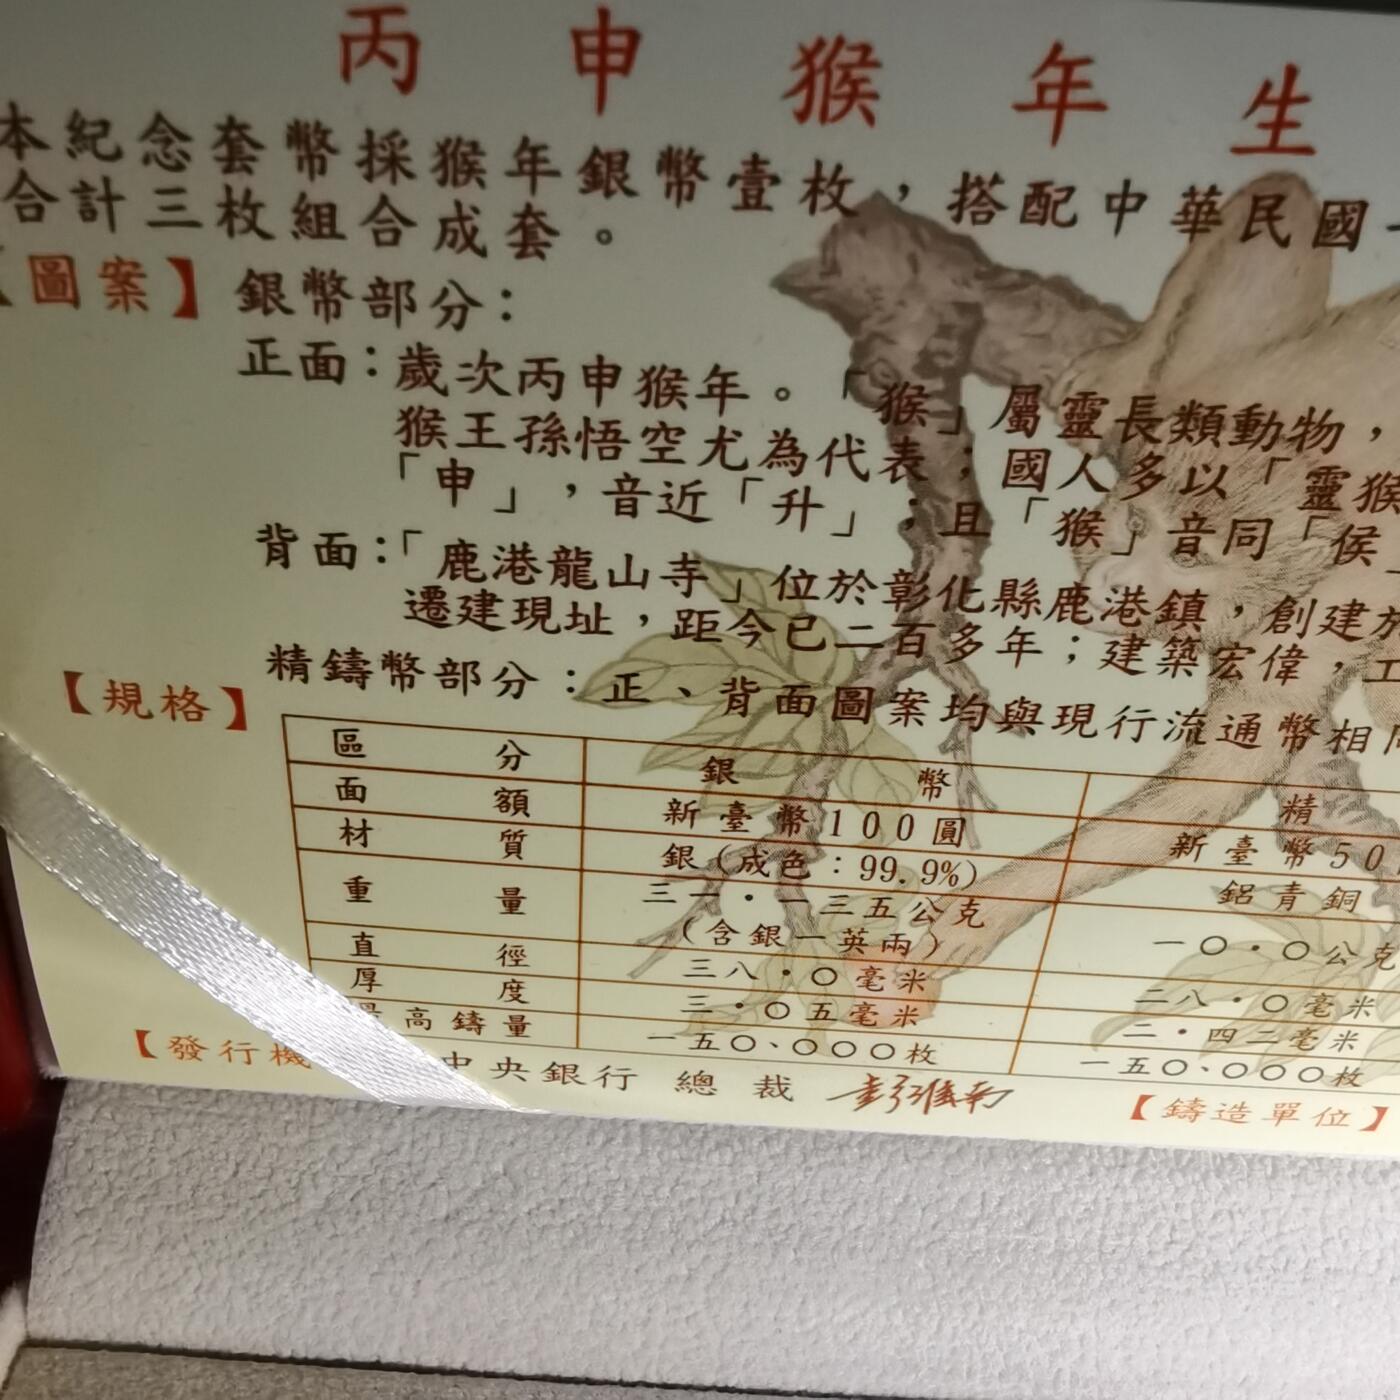 丙申猴年生
本紀念套幣採猴年銀幣壹枚，搭配中華民國
合計三枚組合成套。
【圖案】銀幣部分：
正面：歲次丙申猴年。「猴」屬靈長類動物，
猴王孫悟空尤為代表；國人多以「靈猴
「申」，音近「升」；且「猴」音同「侯」
背面：「鹿港龍山寺」位於彰化縣鹿港鎮，創建於
遷建現址，距今已二百多年；建築宏偉，工
精鑄幣部分：正、背面圖案均與現行流通幣相同
【規格】
區分 銀幣 精
面額 新臺幣100圓 新臺幣50
材質 銀(成色：99.9%) 鋁青銅
重量 三一·一三五公克 一〇·〇公克
(含銀一英兩)
直徑 三八·〇毫米 二八·〇毫米
厚度 三·〇五毫米 二·四二毫米
最高鑄量 一五〇、〇〇〇枚 一五〇、〇〇〇枚
【發行機 中央銀行 總裁 彭淮南 【鑄造單位】